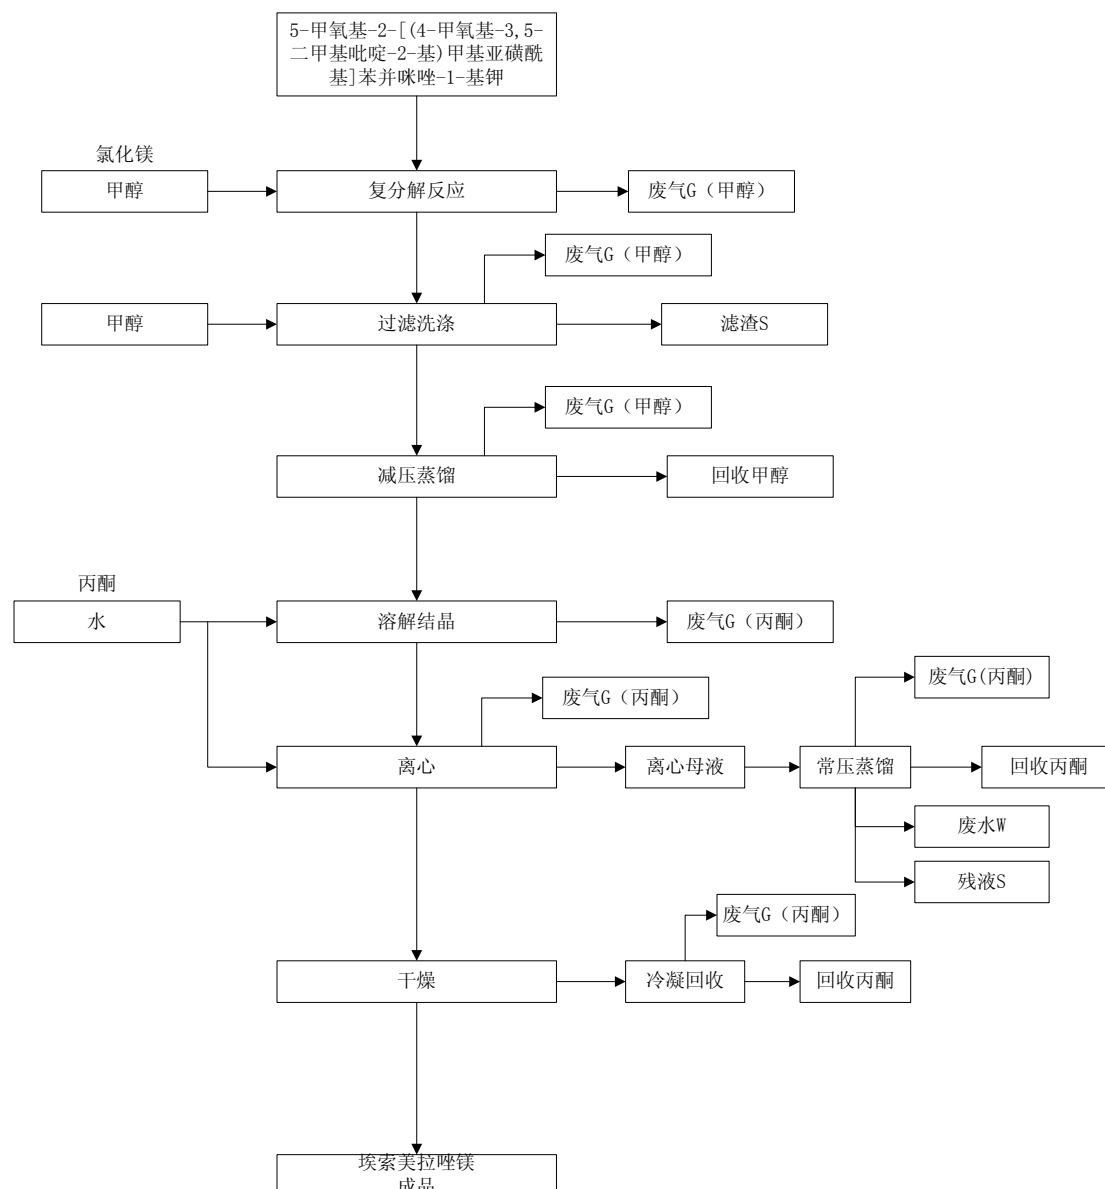 5-甲氧基-2-[(4-甲氧基-3,5-
二甲基吡啶-2-基)甲基亚磺酰
基]苯并咪唑-1-基钾
氯化镁
甲醇
复分解反应
废气G（甲醇）
废气G（甲醇）
甲醇
过滤洗涤
滤渣S
废气G（甲醇）
减压蒸馏
回收甲醇
丙酮
水
溶解结晶
废气G（丙酮）
废气G(丙酮)
废气G（丙酮）
离心
离心母液
常压蒸馏
回收丙酮
废水W
残液S
废气G（丙酮）
干燥
冷凝回收
回收丙酮
埃索美拉唑镁
成品